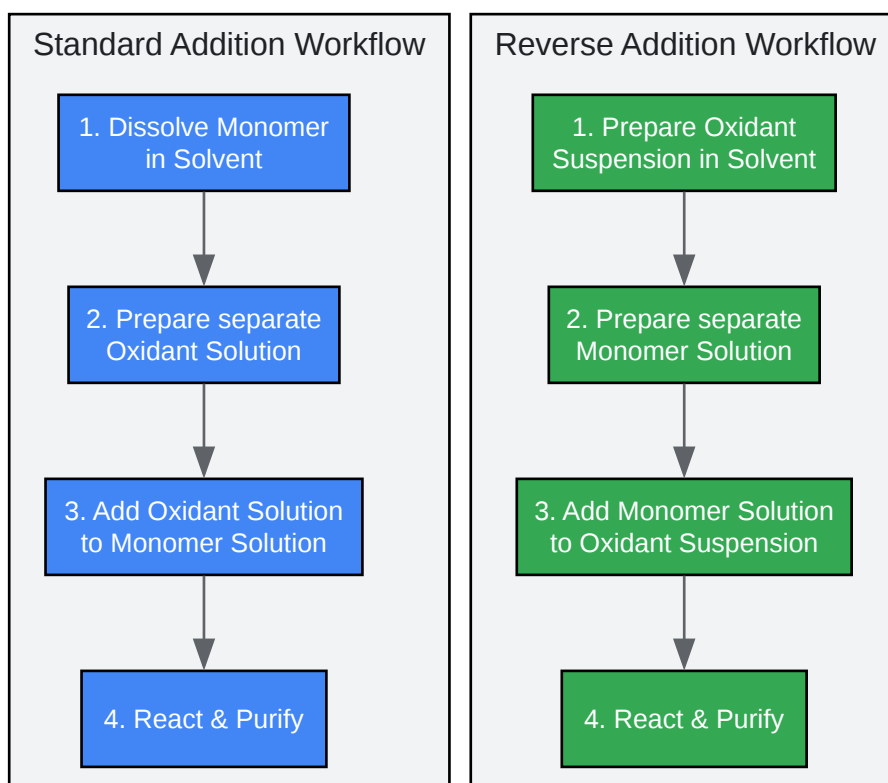 Standard Addition Workflow
1. Dissolve Monomer
in Solvent
2. Prepare separate
Oxidant Solution
3. Add Oxidant Solution
to Monomer Solution
4. React & Purify
Reverse Addition Workflow
1. Prepare Oxidant
Suspension in Solvent
2. Prepare separate
Monomer Solution
3. Add Monomer Solution
to Oxidant Suspension
4. React & Purify